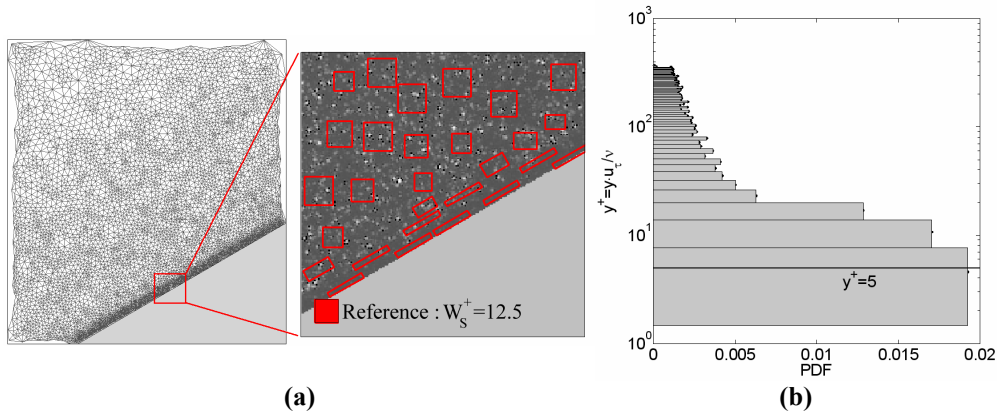 Reference : W_S^+=12.5
(a)
y^+=y·u_τ/ν
10^3
10^2
10^1
10^0
y^+=5
0
0.005
0.01
0.015
0.02
PDF
(b)